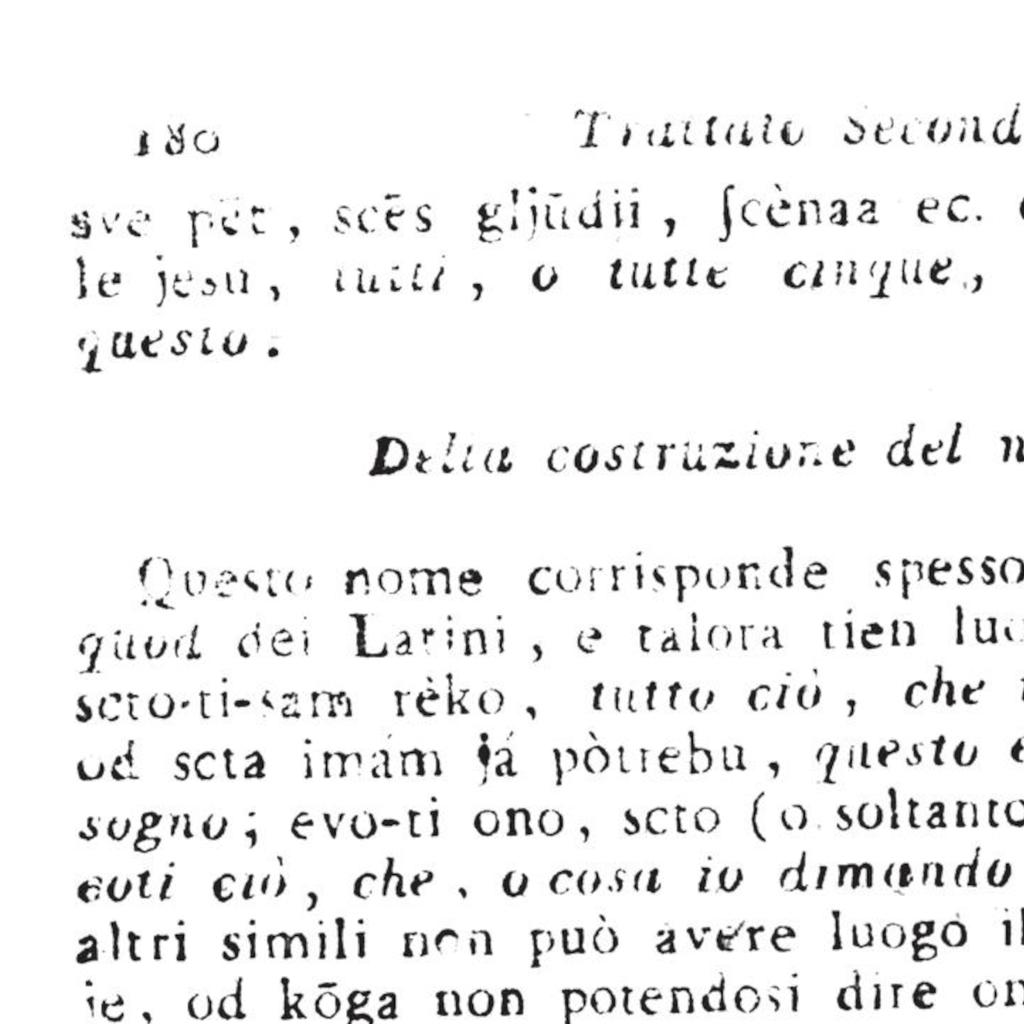 180 Trattato Second
sve pēt, scēs gljūdii, ſcènaa ec.
le jesu, tutti, o tutte cinque,
questo.
Della costruzione del
Questo nome corrisponde spesso
quod dei Latini, e talora tien
scto-ti-sam rèko, tutto ciò, che
od scta imám já pòtrebu, questo
sogno; evo-ti ono, scto (o soltanto
eoti ciò, che, o cosa io dimando
altri simili non può avere luogo il
ie, od kōga non potendosi dire on